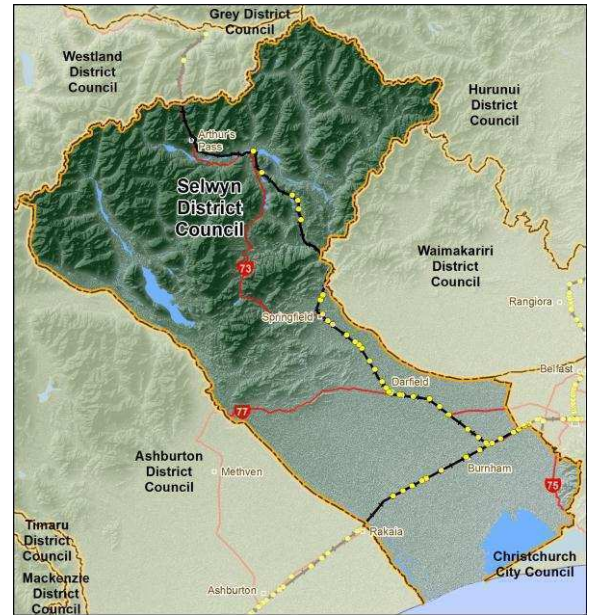 Grey District
Council
Westland
District
Council
Hurunui
District
Council
Arthur's
Pass
Selwyn
District
Council
Waimakariri
District
Council
73
Rangiora
Springfield
Belfast
Darfield
77
Ashburton
District
Council
Methven
Burnham
75
Timaru
District
Council
Rakaia
Christchurch
City Council
Mackenzie
District
Council
Ashburton